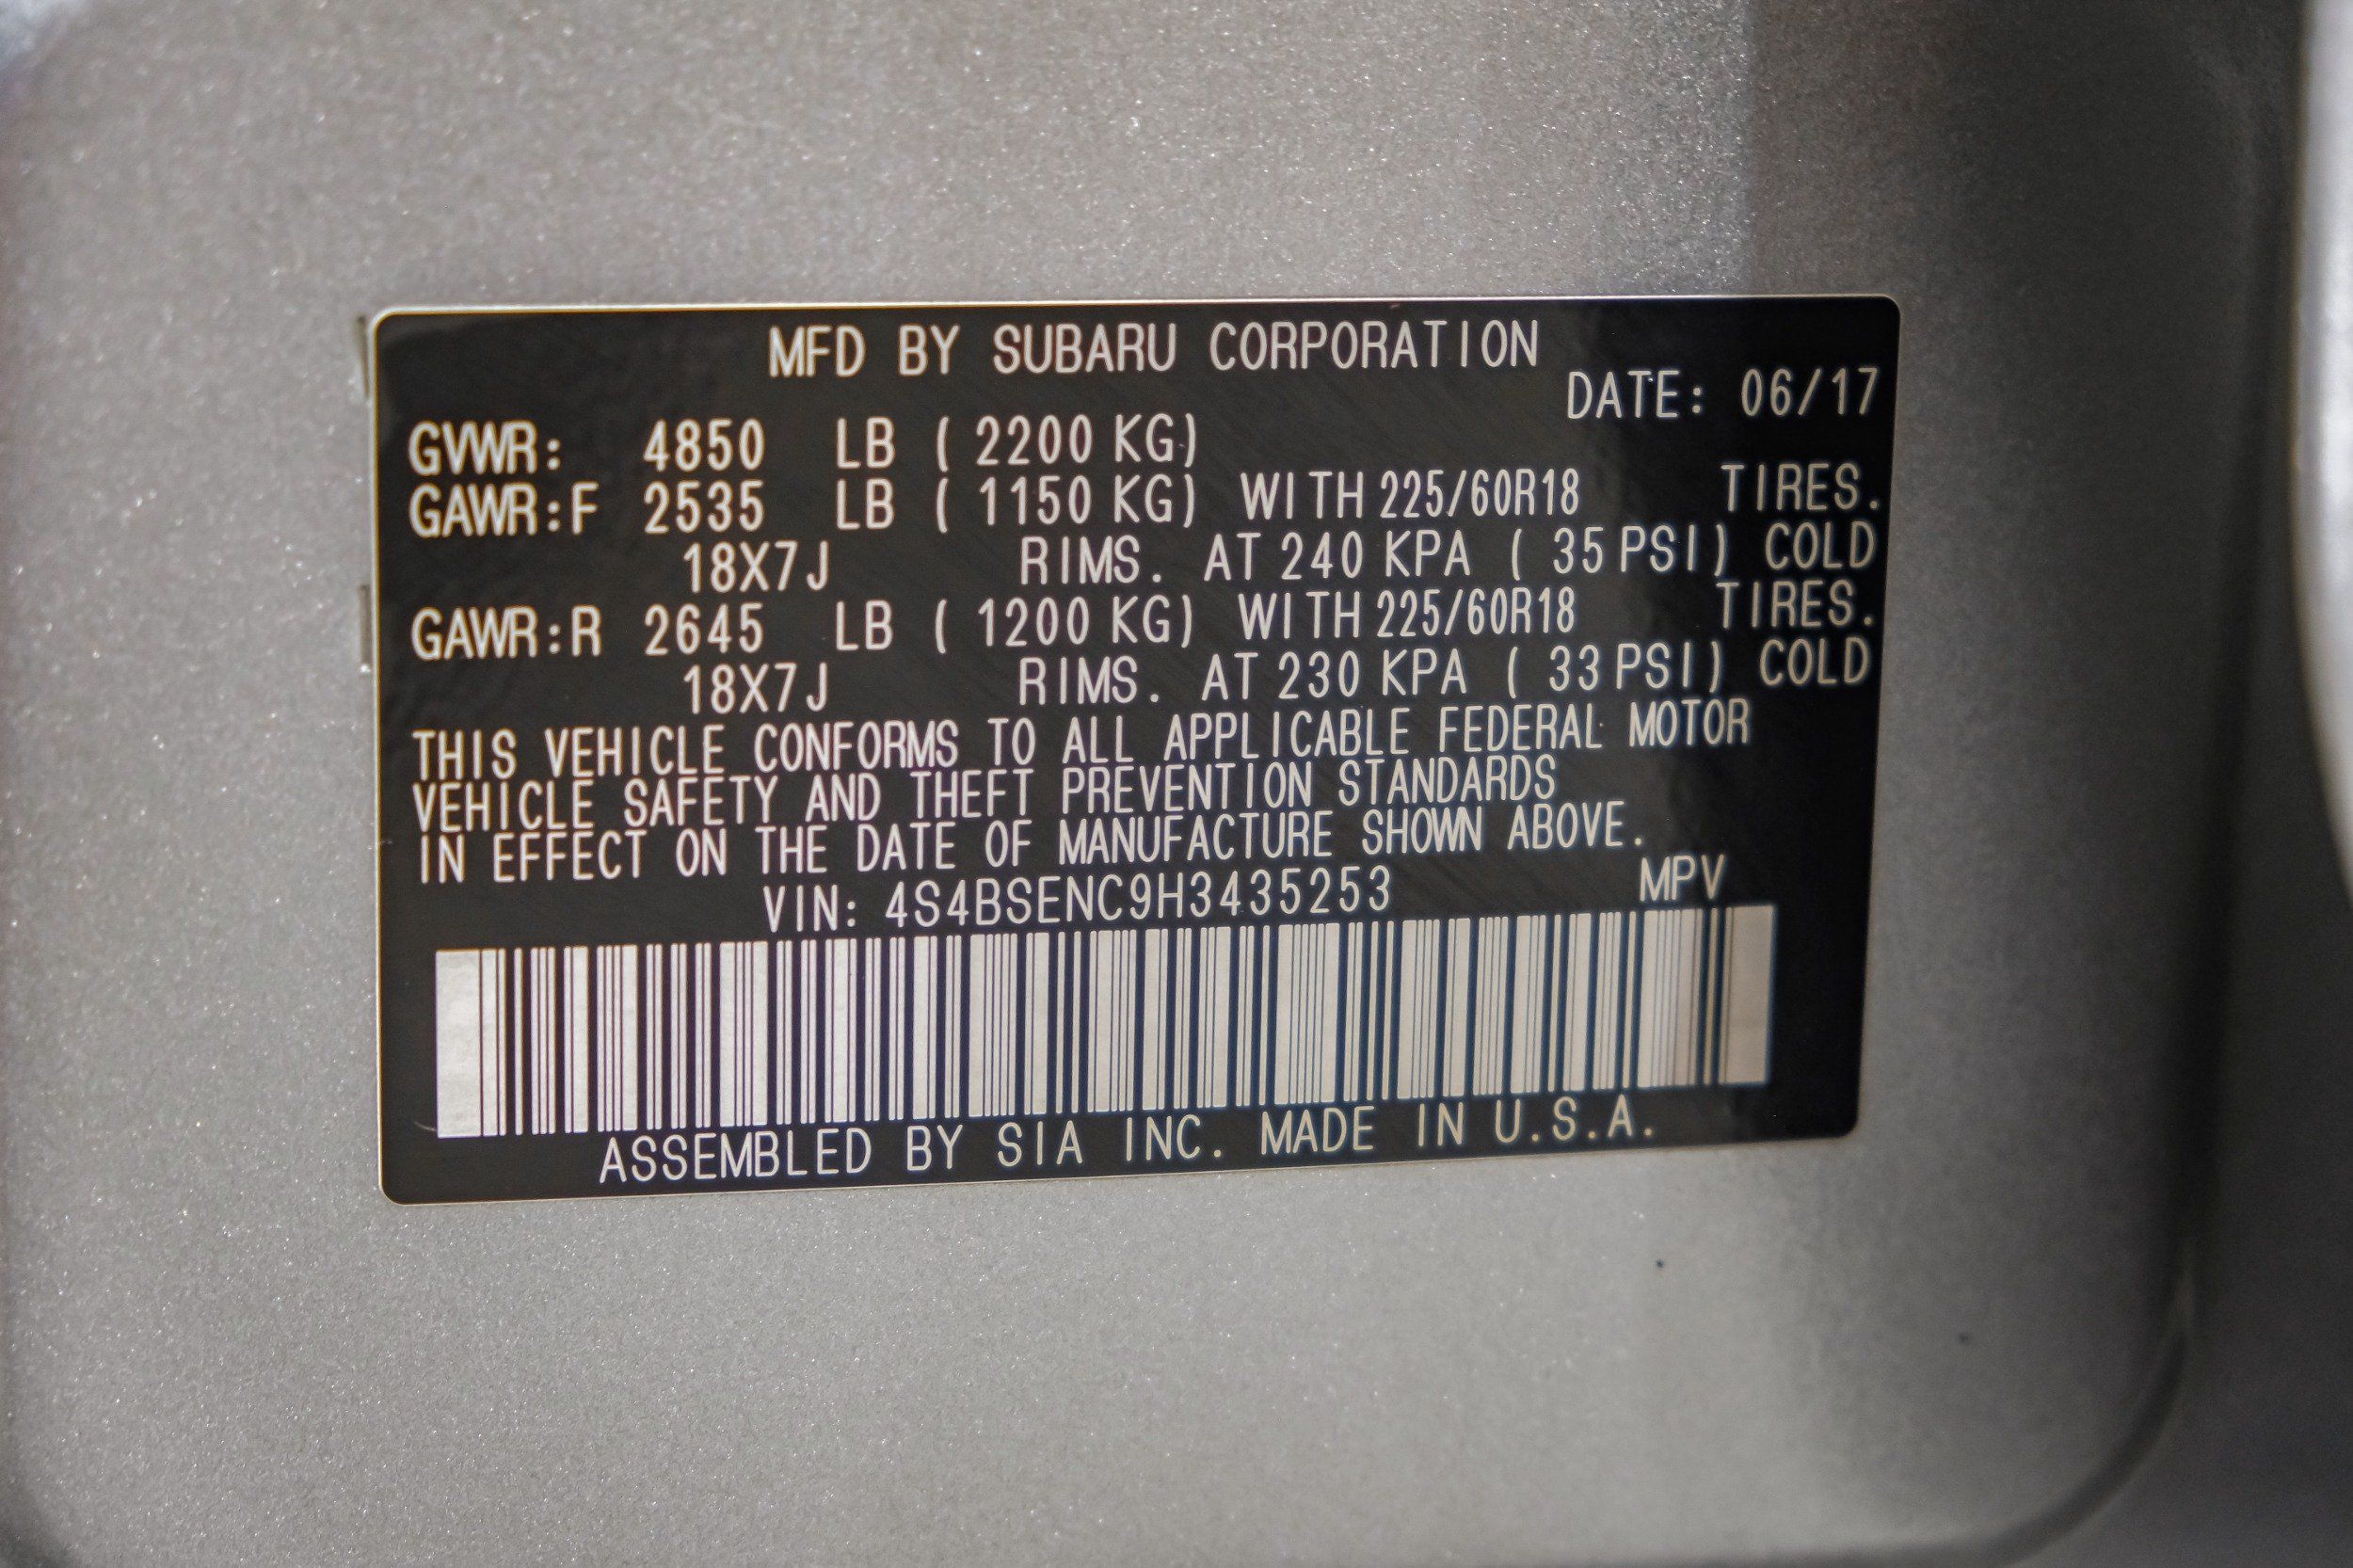 MFD BY SUBARU CORPORATION
DATE: 06/17
GVWR: 4850 LB ( 2200 KG)
GAWR:F 2535 LB ( 1150 KG) WITH 225/60R18 TIRES.
18X7J RIMS. AT 240 KPA ( 35 PSI) COLD
GAWR:R 2645 LB ( 1200 KG) WITH 225/60R18 TIRES.
18X7J RIMS. AT 230 KPA ( 33 PSI) COLD
THIS VEHICLE CONFORMS TO ALL APPLICABLE FEDERAL MOTOR
VEHICLE SAFETY AND THEFT PREVENTION STANDARDS
IN EFFECT ON THE DATE OF MANUFACTURE SHOWN ABOVE.
VIN: 4S4BSENC9H3435253 MPV
ASSEMBLED BY SIA INC. MADE IN U.S.A.